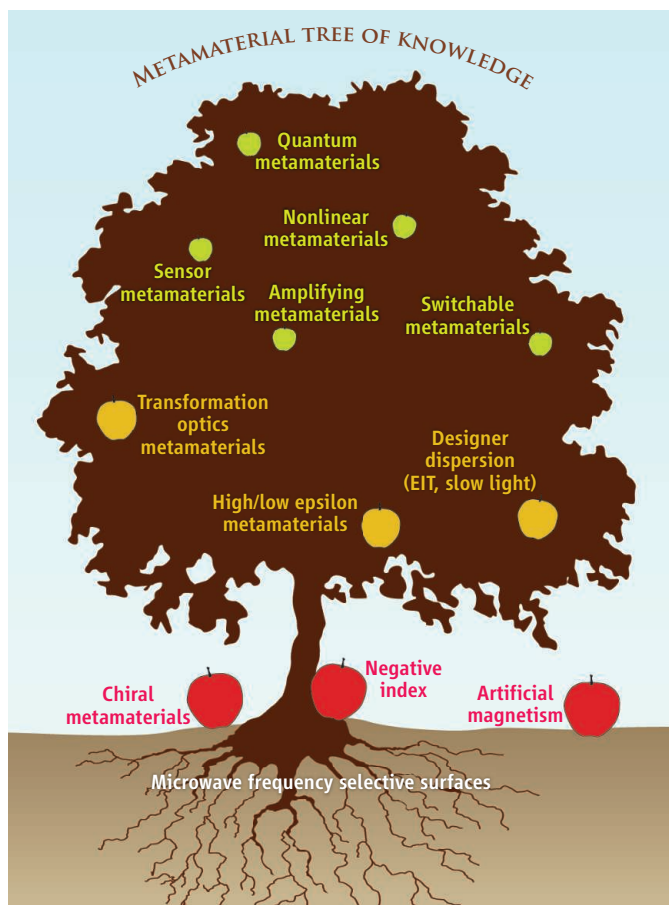 METAMATERIAL TREE OF KNOWLEDGE
Quantum
metamaterials
Nonlinear
metamaterials
Sensor
metamaterials
Amplifying
metamaterials
Switchable
metamaterials
Transformation
optics
metamaterials
Designer
dispersion
(EIT, slow light)
High/low epsilon
metamaterials
Chiral
metamaterials
Negative
index
Artificial
magnetism
Microwave frequency selective surfaces